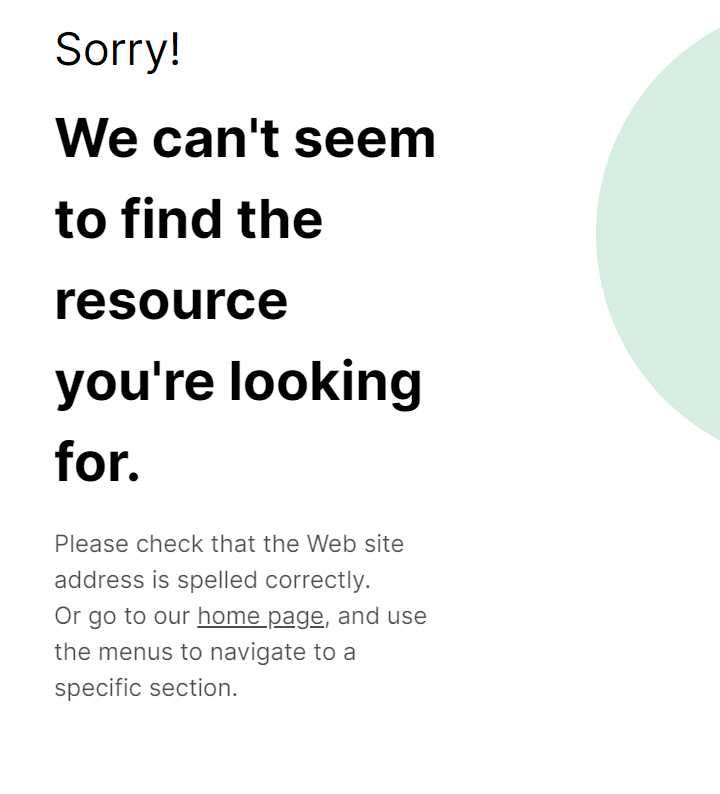 Sorry!
We can't seem
to find the
resource
you're looking
for.
Please check that the Web site
address is spelled correctly.
Or go to our home page, and use
the menus to navigate to a
specific section.